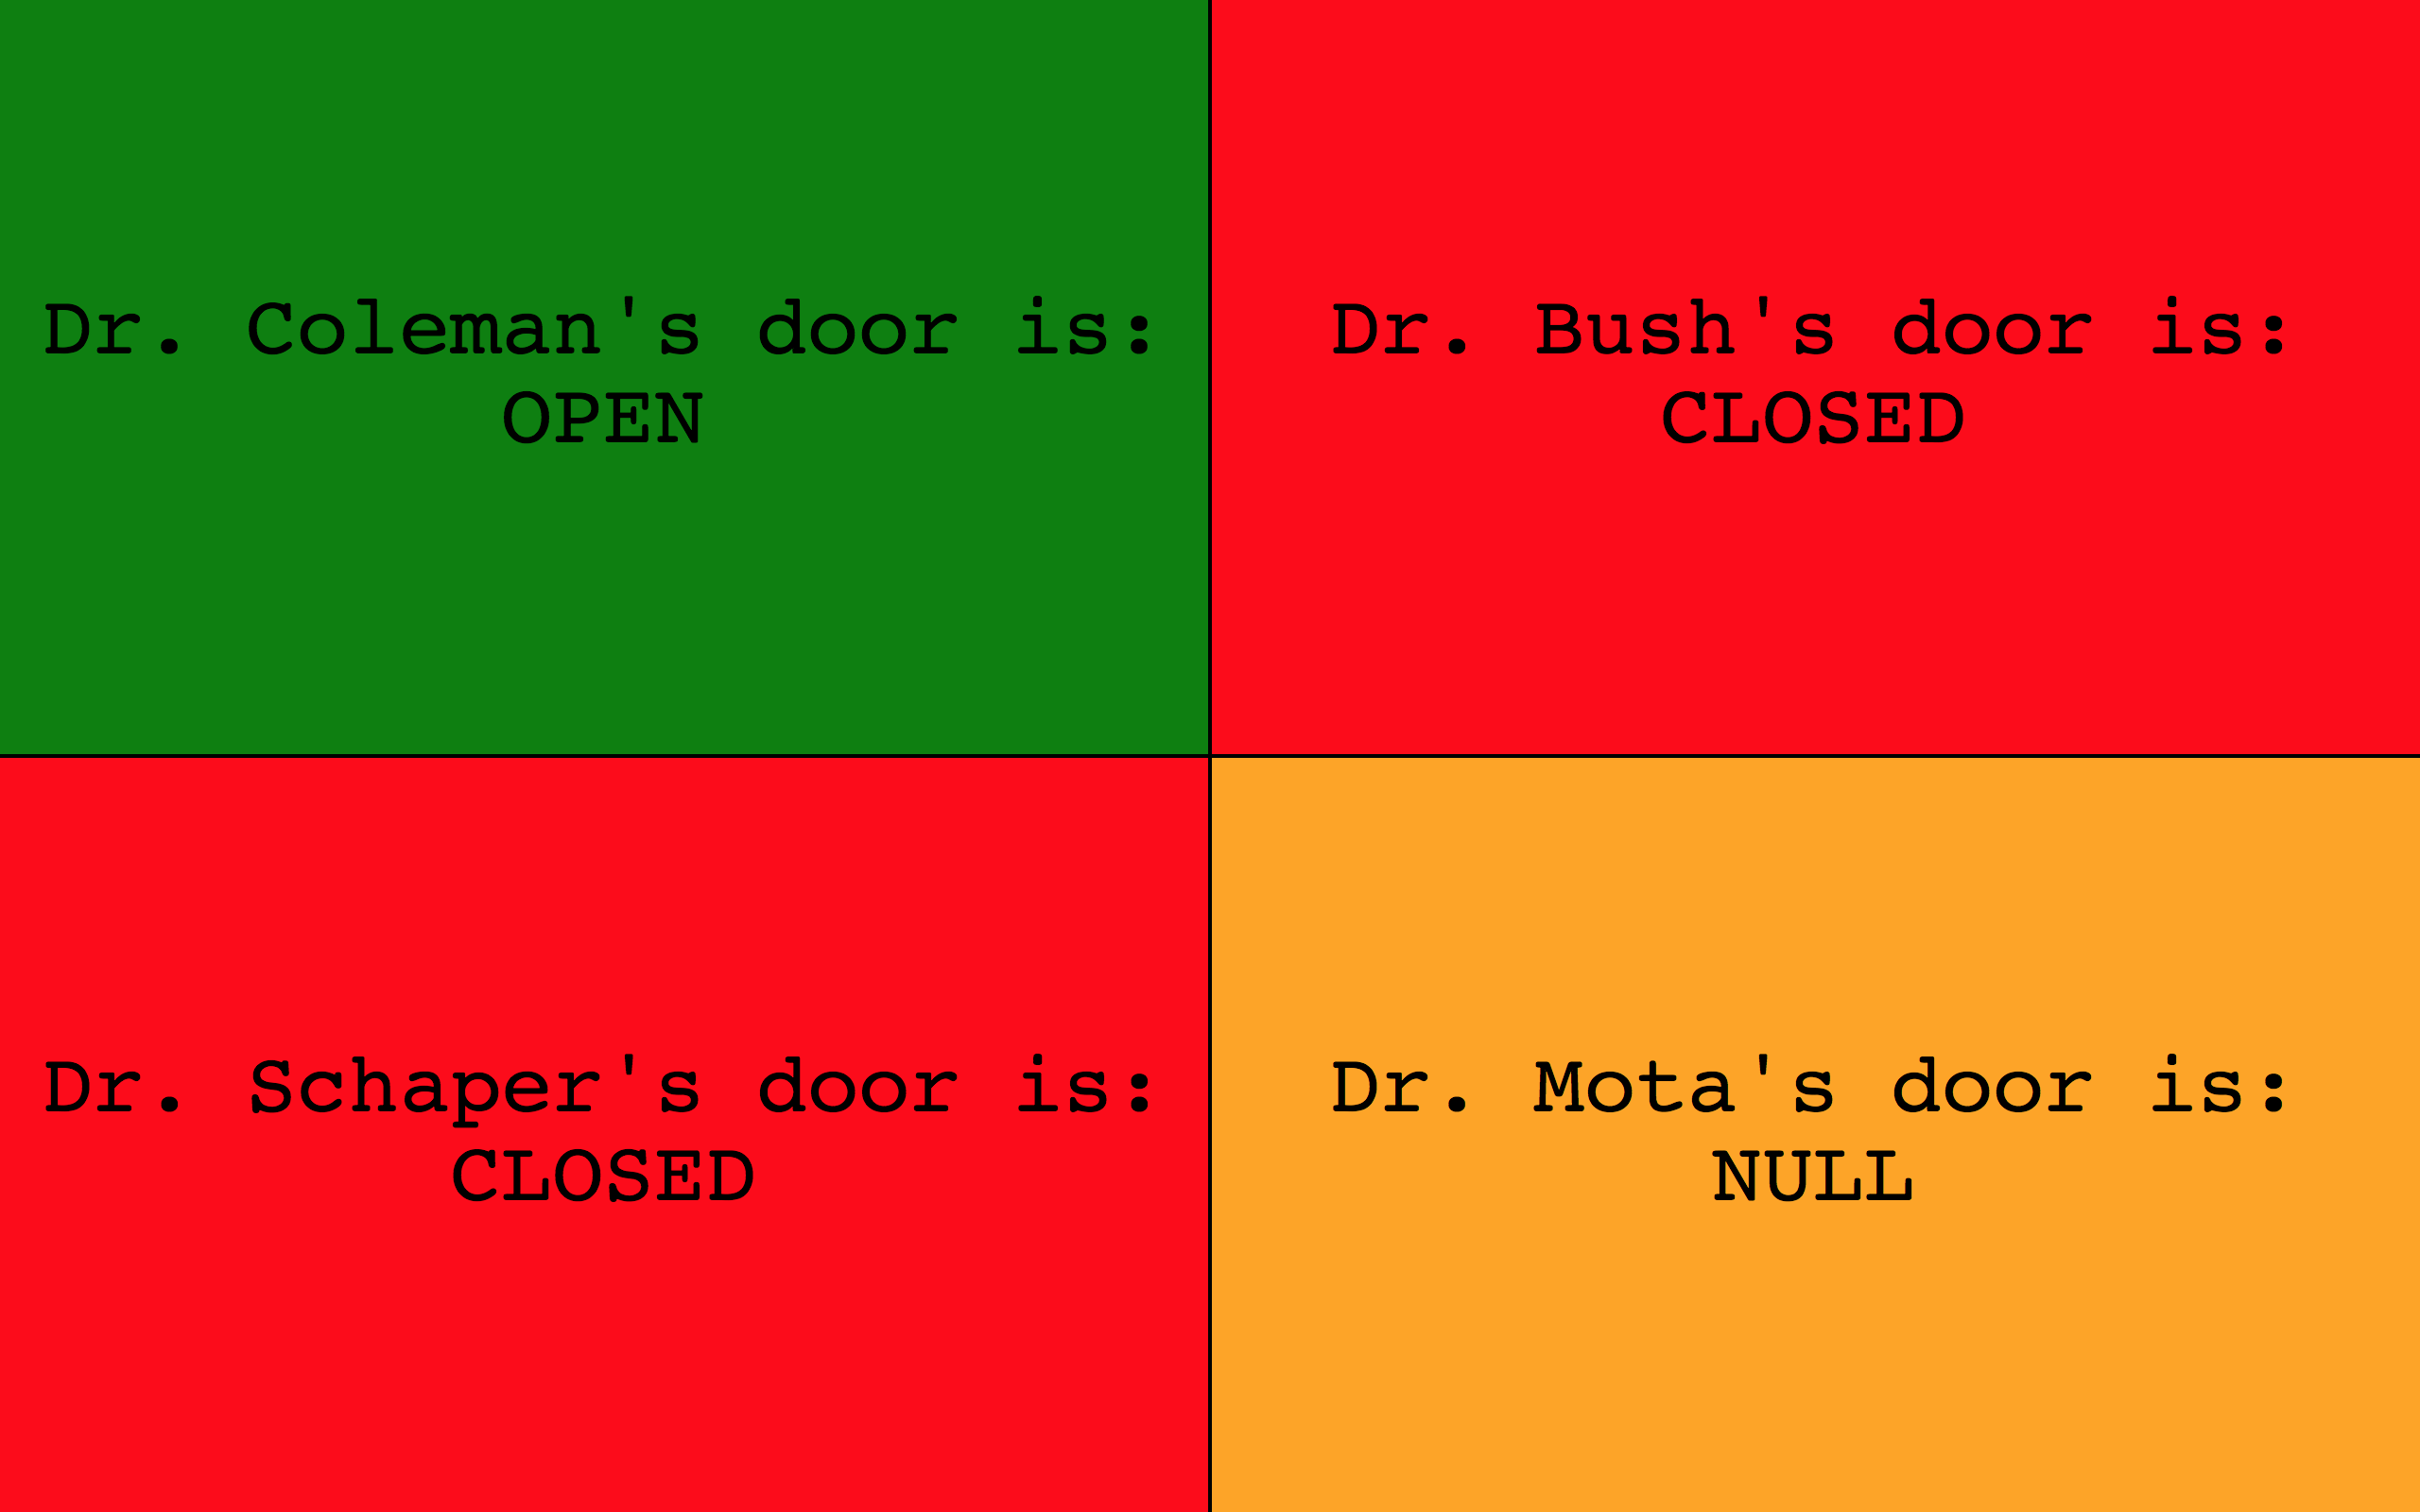 Dr. Coleman's door is:
OPEN
Dr. Bush's door is:
CLOSED
Dr. Schaper's door is:
CLOSED
Dr. Mota's door is:
NULL